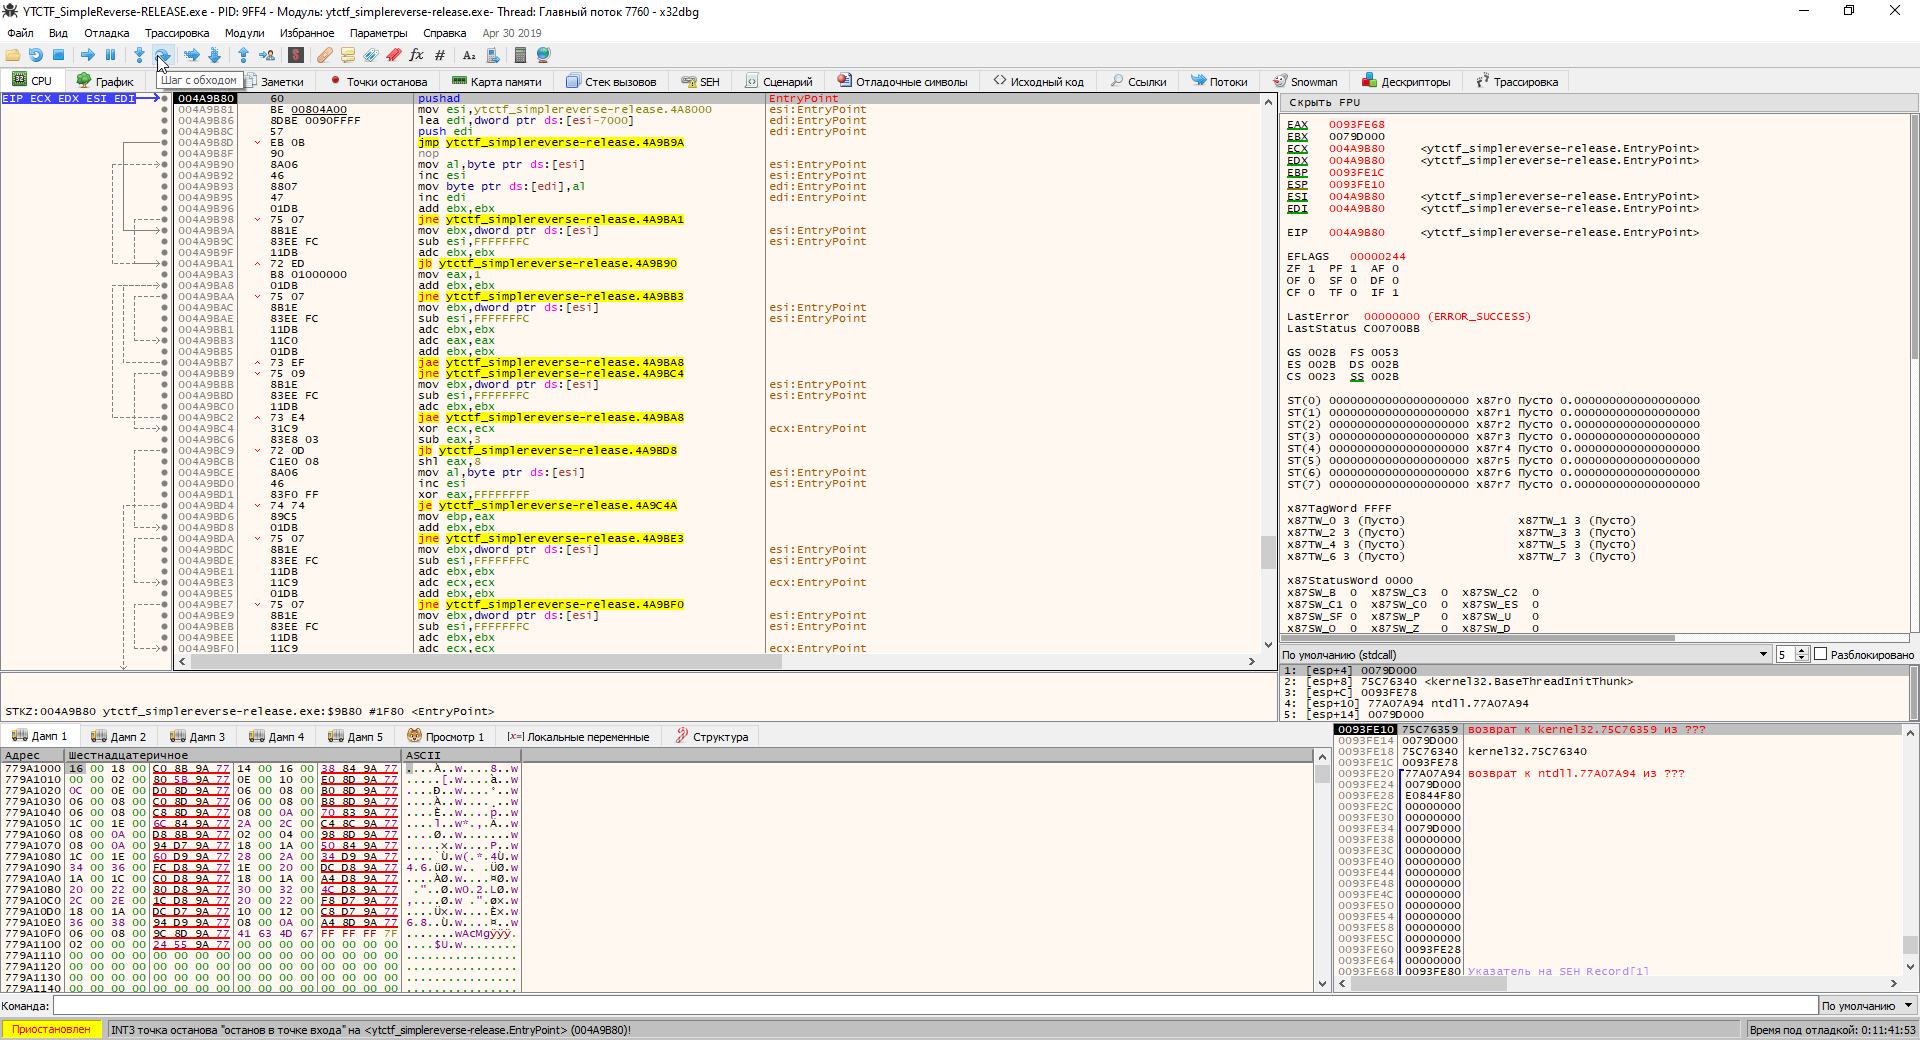 YTCTF_SimpleReverse-RELEASE.exe - PID: 9FF4 - Модуль: ytctf_simplereverse-release.exe- Thread: Главный поток 7760 - x32dbg
Файл Вид Отладка Трассировка Модули Избранное Параметры Справка Apr 30 2019
Шаг с обходом
CPU График Заметки Точки останова Карта памяти Стек вызовов SEH Сценарий Отладочные символы Исходный код Ссылки Потоки Snowman Дескрипторы Трассировка
EIP ECX EDX ESI EDI
004A9B80 60 pushad EntryPoint
004A9B81 BE 00804A00 mov esi,ytctf_simplereverse-release.4A8000 esi:EntryPoint
004A9B86 8DBE 0090FFFF lea edi,dword ptr ds:[esi-7000] edi:EntryPoint
004A9B8C 57 push edi edi:EntryPoint
004A9B8D EB 0B jmp ytctf_simplereverse-release.4A9B9A
004A9B8F 90 nop
004A9B90 8A06 mov al,byte ptr ds:[esi] esi:EntryPoint
004A9B92 46 inc esi esi:EntryPoint
004A9B93 8807 mov byte ptr ds:[edi],al edi:EntryPoint
004A9B95 47 inc edi edi:EntryPoint
004A9B96 01DB add ebx,ebx
004A9B98 75 07 jne ytctf_simplereverse-release.4A9BA1
004A9B9A 8B1E mov ebx,dword ptr ds:[esi] esi:EntryPoint
004A9B9C 83EE FC sub esi,FFFFFFFC esi:EntryPoint
004A9B9F 11DB adc ebx,ebx
004A9BA1 72 ED jb ytctf_simplereverse-release.4A9B90
004A9BA3 B8 01000000 mov eax,1
004A9BA8 01DB add ebx,ebx
004A9BAA 75 07 jne ytctf_simplereverse-release.4A9BB3
004A9BAC 8B1E mov ebx,dword ptr ds:[esi] esi:EntryPoint
004A9BAE 83EE FC sub esi,FFFFFFFC esi:EntryPoint
004A9BB1 11DB adc ebx,ebx
004A9BB3 11C0 adc eax,eax
004A9BB5 01DB add ebx,ebx
004A9BB7 73 EF jae ytctf_simplereverse-release.4A9BA8
004A9BB9 75 09 jne ytctf_simplereverse-release.4A9BC4
004A9BBB 8B1E mov ebx,dword ptr ds:[esi] esi:EntryPoint
004A9BBD 83EE FC sub esi,FFFFFFFC esi:EntryPoint
004A9BC0 11DB adc ebx,ebx
004A9BC2 73 E4 jae ytctf_simplereverse-release.4A9BA8
004A9BC4 31C9 xor ecx,ecx ecx:EntryPoint
004A9BC6 83E8 03 sub eax,3
004A9BC9 72 0D jb ytctf_simplereverse-release.4A9BD8
004A9BCB C1E0 08 shl eax,8
004A9BCE 8A06 mov al,byte ptr ds:[esi] esi:EntryPoint
004A9BD0 46 inc esi esi:EntryPoint
004A9BD1 83F0 FF xor eax,FFFFFFFF
004A9BD4 74 74 je ytctf_simplereverse-release.4A9C4A
004A9BD6 89C5 mov ebp,eax
004A9BD8 01DB add ebx,ebx
004A9BDA 75 07 jne ytctf_simplereverse-release.4A9BE3
004A9BDC 8B1E mov ebx,dword ptr ds:[esi] esi:EntryPoint
004A9BDE 83EE FC sub esi,FFFFFFFC esi:EntryPoint
004A9BE1 11DB adc ebx,ebx
004A9BE3 11C9 adc ecx,ecx ecx:EntryPoint
004A9BE5 01DB add ebx,ebx
004A9BE7 75 07 jne ytctf_simplereverse-release.4A9BF0
004A9BE9 8B1E mov ebx,dword ptr ds:[esi] esi:EntryPoint
004A9BEB 83EE FC sub esi,FFFFFFFC esi:EntryPoint
004A9BEE 11DB adc ebx,ebx
004A9BF0 11C9 adc ecx,ecx ecx:EntryPoint
STKZ:004A9B80 ytctf_simplereverse-release.exe:$9B80 #1F80 <EntryPoint>
Скрыть FPU
EAX 0093FE68
EBX 0079D000
ECX 004A9B80 <ytctf_simplereverse-release.EntryPoint>
EDX 004A9B80 <ytctf_simplereverse-release.EntryPoint>
EBP 0093FE1C
ESP 0093FE10
ESI 004A9B80 <ytctf_simplereverse-release.EntryPoint>
EDI 004A9B80 <ytctf_simplereverse-release.EntryPoint>
EIP 004A9B80 <ytctf_simplereverse-release.EntryPoint>
EFLAGS 00000244
ZF 1 PF 1 AF 0
OF 0 SF 0 DF 0
CF 0 TF 0 IF 1
LastError 00000000 (ERROR_SUCCESS)
LastStatus C00700BB
GS 002B FS 0053
ES 002B DS 002B
CS 0023 SS 002B
ST(0) 00000000000000000000 x87r0 Пусто 0.000000000000000000
ST(1) 00000000000000000000 x87r1 Пусто 0.000000000000000000
ST(2) 00000000000000000000 x87r2 Пусто 0.000000000000000000
ST(3) 00000000000000000000 x87r3 Пусто 0.000000000000000000
ST(4) 00000000000000000000 x87r4 Пусто 0.000000000000000000
ST(5) 00000000000000000000 x87r5 Пусто 0.000000000000000000
ST(6) 00000000000000000000 x87r6 Пусто 0.000000000000000000
ST(7) 00000000000000000000 x87r7 Пусто 0.000000000000000000
x87TagWord FFFF
x87TW_0 3 (Пусто) x87TW_1 3 (Пусто)
x87TW_2 3 (Пусто) x87TW_3 3 (Пусто)
x87TW_4 3 (Пусто) x87TW_5 3 (Пусто)
x87TW_6 3 (Пусто) x87TW_7 3 (Пусто)
x87StatusWord 0000
x87SW_B 0 x87SW_C3 0 x87SW_C2 0
x87SW_C1 0 x87SW_C0 0 x87SW_ES 0
x87SW_SF 0 x87SW_P 0 x87SW_U 0
x87SW_O 0 x87SW_Z 0 x87SW_D 0
По умолчанию (stdcall) 5 Разблокировано
1: [esp+4] 0079D000
2: [esp+8] 75C76340 <kernel32.BaseThreadInitThunk>
3: [esp+C] 0093FE78
4: [esp+10] 77A07A94 ntdll.77A07A94
5: [esp+14] 0079D000
Дамп 1 Дамп 2 Дамп 3 Дамп 4 Дамп 5 Просмотр 1 [x=] Локальные переменные Структура
Адрес Шестнадцатеричное ASCII
779A1000 16 00 18 00 C0 8B 9A 77 14 00 16 00 38 84 9A 77 ....À..w....8..w
779A1010 00 00 02 00 80 5B 9A 77 0E 00 10 00 E0 8D 9A 77 .....[.w....à..w
779A1020 0C 00 0E 00 D0 8D 9A 77 06 00 08 00 B0 8D 9A 77 ....Ð..w....°..w
779A1030 06 00 08 00 C0 8D 9A 77 06 00 08 00 B8 8D 9A 77 ....À..w....¸..w
779A1040 06 00 08 00 C8 8D 9A 77 08 00 0A 00 70 83 9A 77 ....È..w....p..w
779A1050 1C 00 1E 00 6C 84 9A 77 2A 00 2C 00 C4 8C 9A 77 ....l..w*.,.Ä..w
779A1060 08 00 0A 00 D8 8B 9A 77 02 00 04 00 98 8D 9A 77 ....Ø..w.......w
779A1070 08 00 0A 00 94 D7 9A 77 18 00 1A 00 50 84 9A 77 .....×.w....P..w
779A1080 1C 00 1E 00 60 D9 9A 77 28 00 2A 00 34 D9 9A 77 ....`Ù.w(.*.4Ù.w
779A1090 34 00 36 00 FC D8 9A 77 1E 00 20 00 DC D8 9A 77 4.6.üØ.w.. .ÜØ.w
779A10A0 1A 00 1C 00 C0 D8 9A 77 18 00 1A 00 A4 D8 9A 77 ....ÀØ.w....¤Ø.w
779A10B0 20 00 22 00 80 D8 9A 77 30 00 32 00 4C D8 9A 77  .".Ø.w0.2.LØ.w
779A10C0 2C 00 2E 00 1C D8 9A 77 20 00 22 00 F8 D7 9A 77 ,....Ø.w .".ø×.w
779A10D0 18 00 1A 00 DC D7 9A 77 10 00 12 00 C8 D7 9A 77 ....Ü×.w....È×.w
779A10E0 36 00 38 00 94 D9 9A 77 08 00 0A 00 A4 8D 9A 77 6.8..Ù.w....¤..w
779A10F0 06 00 08 00 9C 8D 9A 77 41 63 4D 67 FF FF FF 7F .......wAcMgÿÿÿ.
779A1100 02 00 00 00 24 55 9A 77 00 00 00 00 00 00 00 00 ....$U.w........
779A1110 00 00 00 00 00 00 00 00 00 00 00 00 00 00 00 00 ................
779A1120 00 00 00 00 00 00 00 00 00 00 00 00 00 00 00 00 ................
779A1130 00 00 00 00 00 00 00 00 00 00 00 00 00 00 00 00 ................
779A1140 00 00 00 00 00 00 00 00 00 00 00 00 00 00 00 00 ................
0093FE10 75C76359 возврат к kernel32.75C76359 из ???
0093FE14 0079D000
0093FE18 75C76340 kernel32.75C76340
0093FE1C 0093FE78
0093FE20 77A07A94 возврат к ntdll.77A07A94 из ???
0093FE24 0079D000
0093FE28 E0844F80
0093FE2C 00000000
0093FE30 00000000
0093FE34 0079D000
0093FE38 00000000
0093FE3C 00000000
0093FE40 00000000
0093FE44 00000000
0093FE48 00000000
0093FE4C 00000000
0093FE50 00000000
0093FE54 00000000
0093FE58 00000000
0093FE5C 00000000
0093FE60 0093FE28
0093FE64 00000000
0093FE68 0093FE80 Указатель на SEH_Record[1]
Команда: По умолчанию
Приостановлен INT3 точка останова "останов в точке входа" на <ytctf_simplereverse-release.EntryPoint> (004A9B80)! Время под отладкой: 0:11:41:53